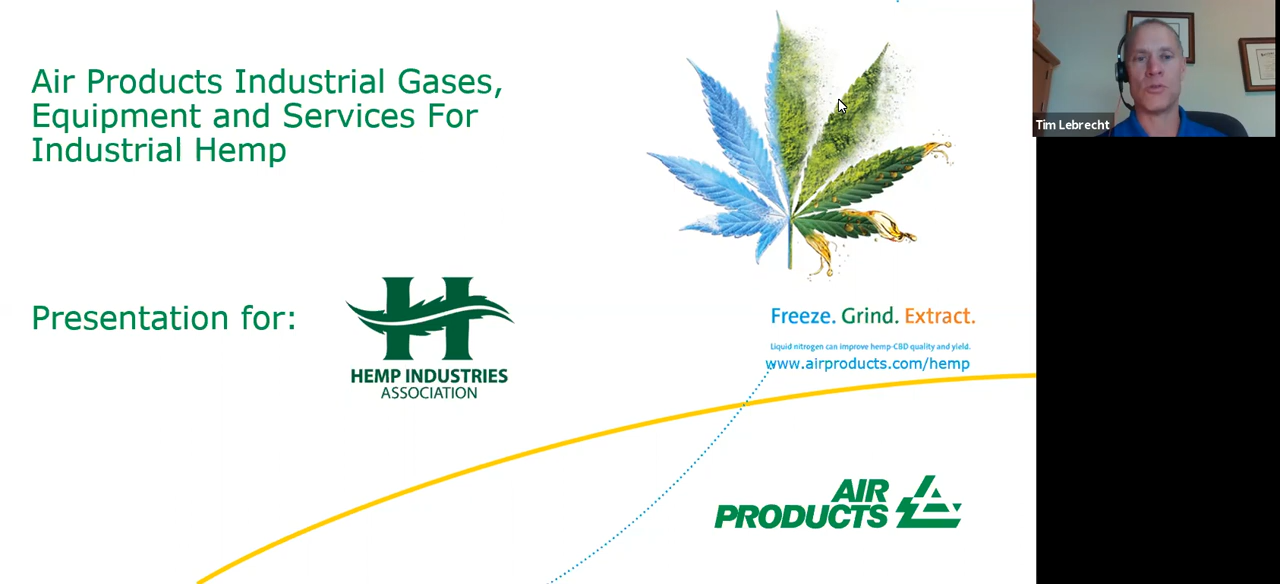 Air Products Industrial Gases,
Equipment and Services For
Industrial Hemp
Tim Lebrecht
Presentation for:
H
HEMP INDUSTRIES
ASSOCIATION
Freeze. Grind. Extract.
Liquid nitrogen can improve hemp-CBD quality and yield.
www.airproducts.com/hemp
AIR
PRODUCTS